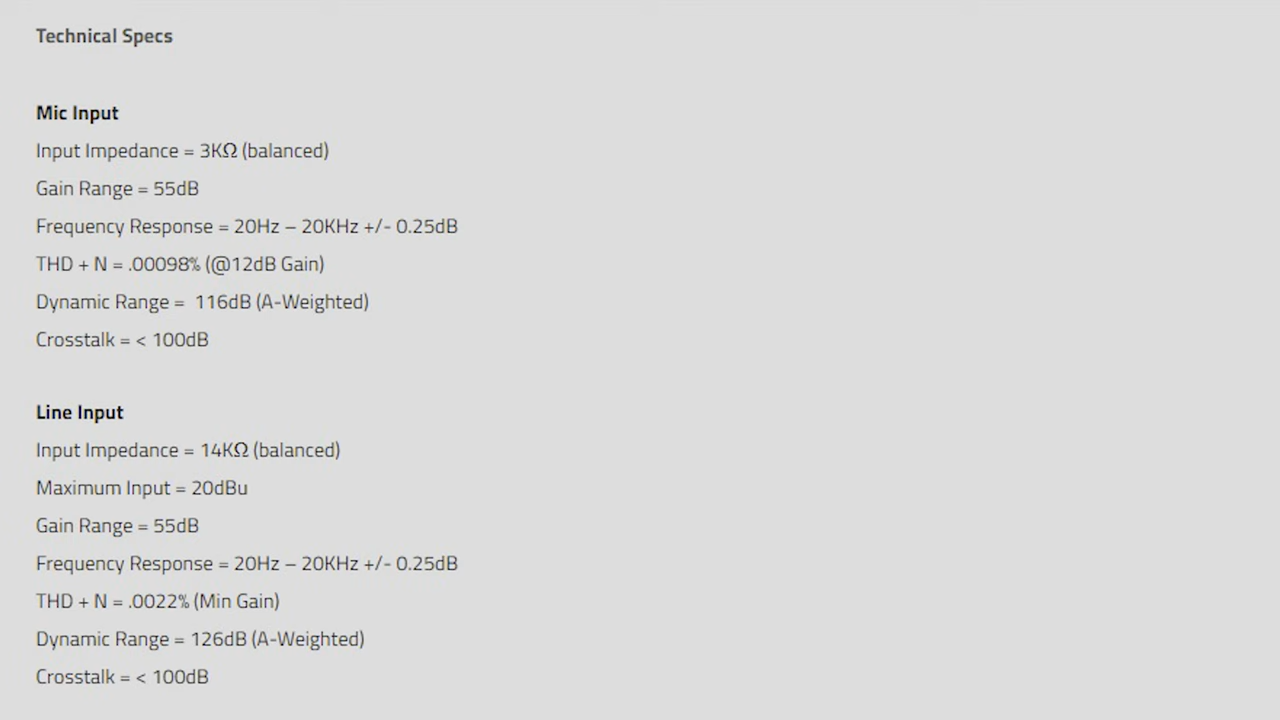 Technical Specs
Mic Input
Input Impedance = 3KΩ (balanced)
Gain Range = 55dB
Frequency Response = 20Hz – 20KHz +/- 0.25dB
THD + N = .00098% (@12dB Gain)
Dynamic Range =  116dB (A-Weighted)
Crosstalk = < 100dB
Line Input
Input Impedance = 14KΩ (balanced)
Maximum Input = 20dBu
Gain Range = 55dB
Frequency Response = 20Hz – 20KHz +/- 0.25dB
THD + N = .0022% (Min Gain)
Dynamic Range = 126dB (A-Weighted)
Crosstalk = < 100dB